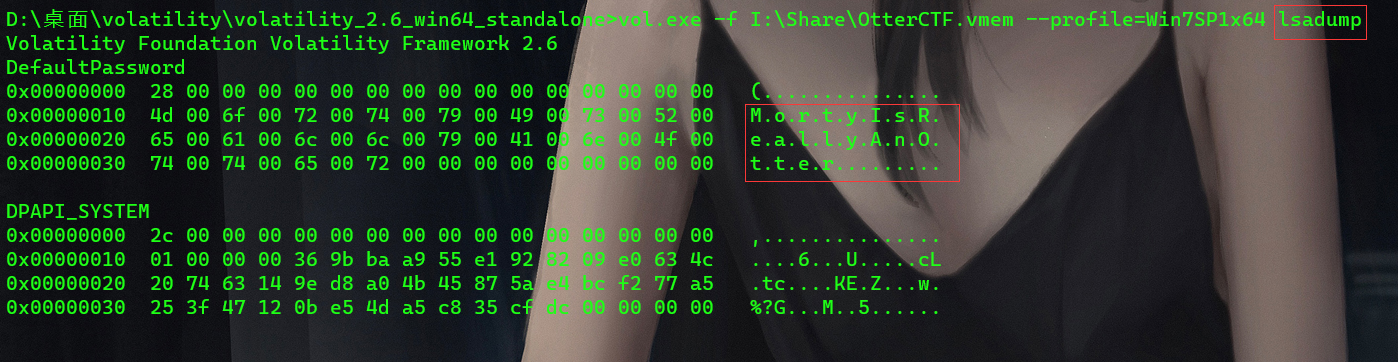 D:\桌面\volatility\volatility_2.6_win64_standalone>vol.exe -f I:\Share\OtterCTF.vmem --profile=Win7SP1x64 lsadump
Volatility Foundation Volatility Framework 2.6
DefaultPassword
0x00000000  28 00 00 00 00 00 00 00 00 00 00 00 00 00 00 00   (...............
0x00000010  4d 00 6f 00 72 00 74 00 79 00 49 00 73 00 52 00   M.o.r.t.y.I.s.R.
0x00000020  65 00 61 00 6c 00 6c 00 79 00 41 00 6e 00 4f 00   e.a.l.l.y.A.n.O.
0x00000030  74 00 74 00 65 00 72 00 00 00 00 00 00 00 00 00   t.t.e.r.........
DPAPI_SYSTEM
0x00000000  2c 00 00 00 00 00 00 00 00 00 00 00 00 00 00 00   ,...............
0x00000010  01 00 00 00 36 9b ba a9 55 e1 92 82 09 e0 63 4c   ....6...U.....cL
0x00000020  20 74 63 14 9e d8 a0 4b 45 87 5a e4 bc f2 77 a5   .tc....KE.Z...w.
0x00000030  25 3f 47 12 0b e5 4d a5 c8 35 cf dc 00 00 00 00   %?G...M..5......